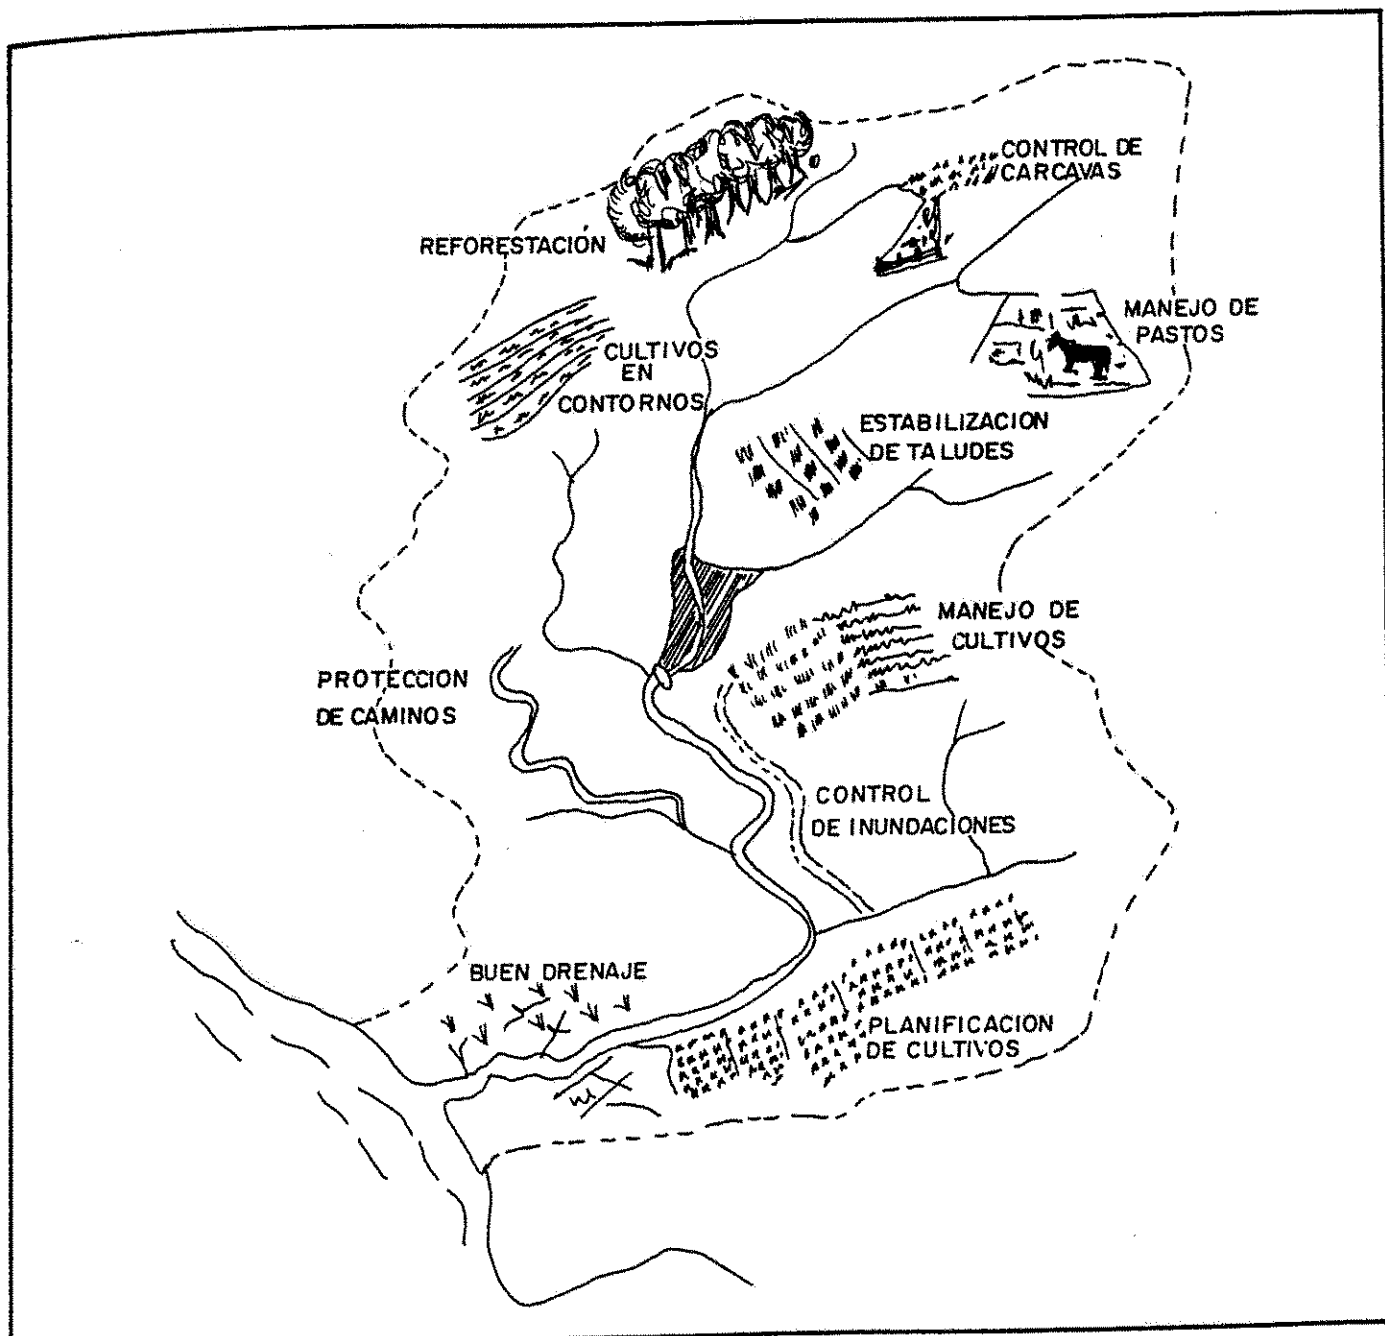 CONTROL DE
CARCAVAS
REFORESTACIÓN
MANEJO DE
PASTOS
CULTIVOS
EN
CONTORNOS
ESTABILIZACION
DE TALUDES
MANEJO DE
CULTIVOS
PROTECCION
DE CAMINOS
CONTROL
DE INUNDACIONES
BUEN DRENAJE
PLANIFICACION
DE CULTIVOS